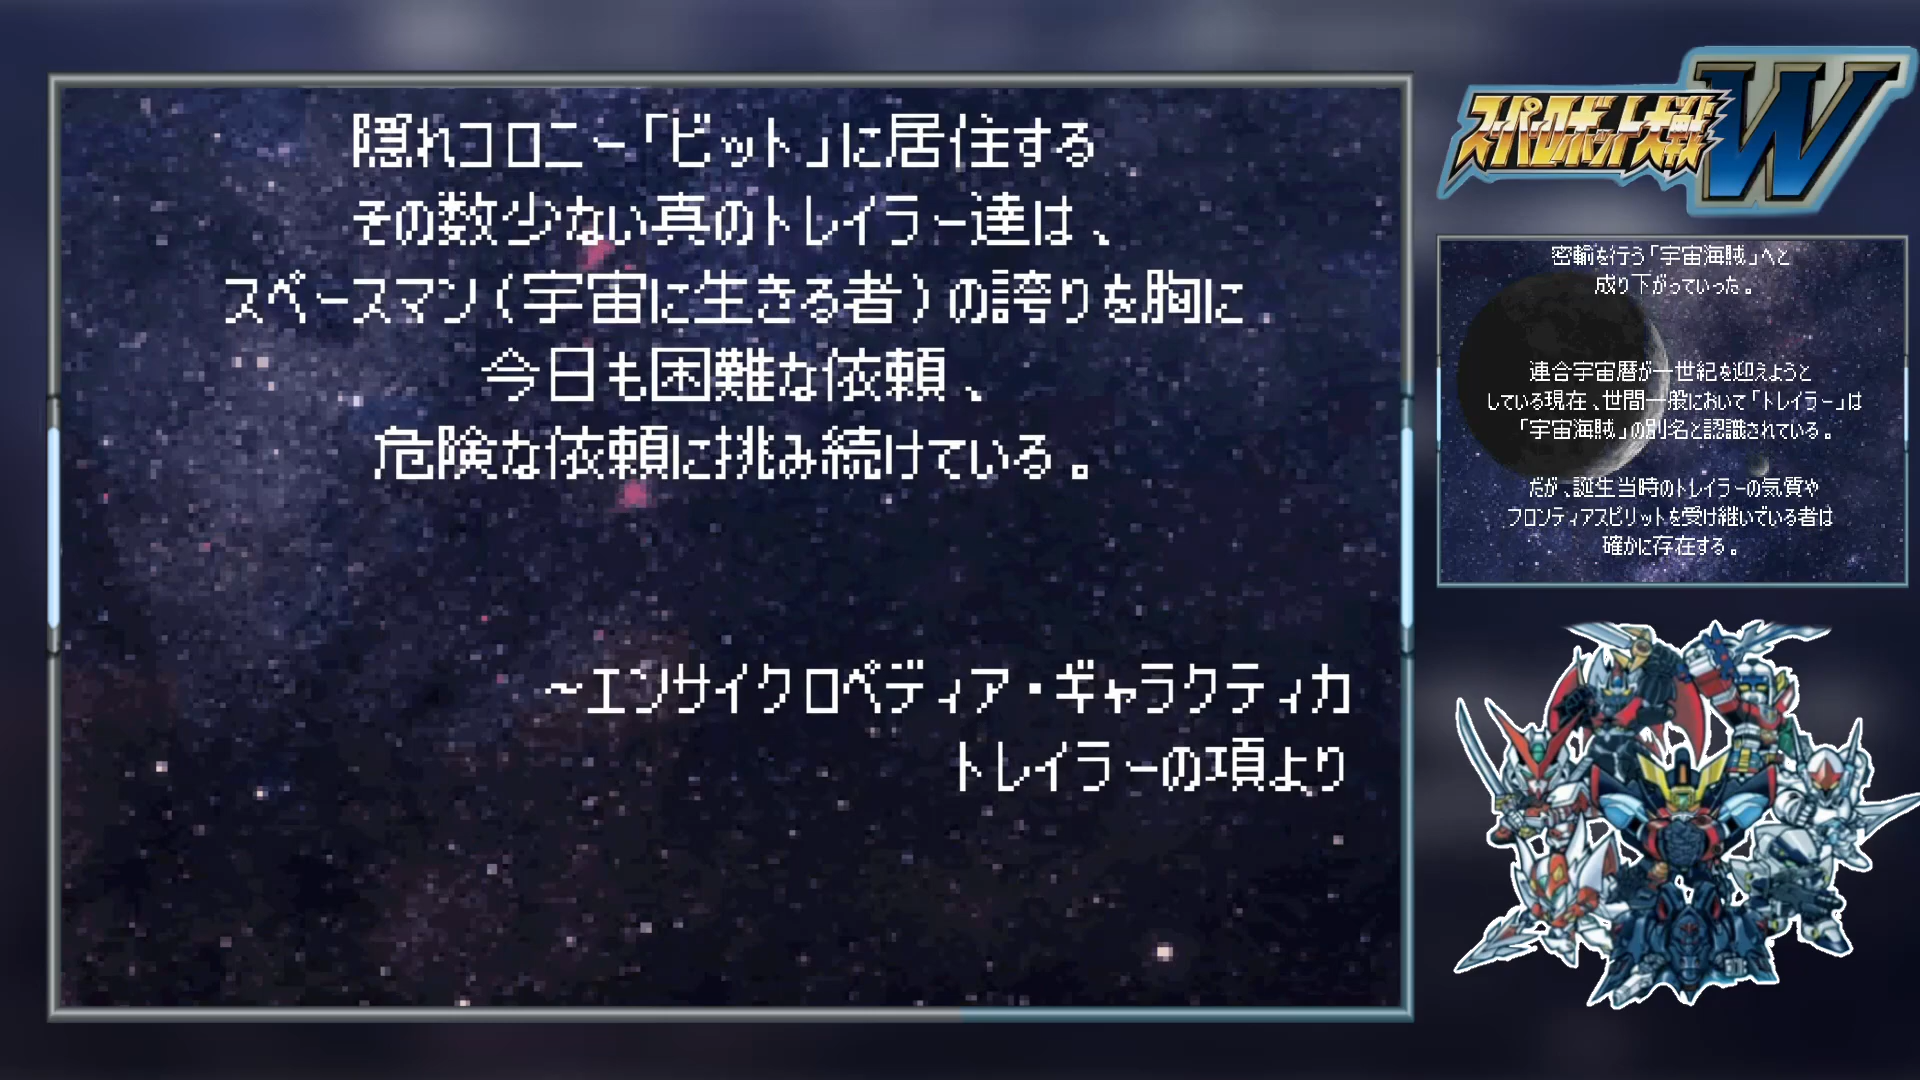 隠れコロニー「ビット」に居住する
その数少ない真のトレイラー達は、
スペースマン(宇宙に生きる者)の誇りを胸に
今日も困難な依頼、
危険な依頼に挑み続けている。
~エンサイクロペディア・ギャラクティカ
トレイラーの項より
スーパーロボット大戦W
密輸を行う「宇宙海賊」へと
成り下がっていった。
連合宇宙暦が一世紀を迎えようと
している現在、世間一般において「トレイラー」は
「宇宙海賊」の別名と認識されている。
だが、誕生当時のトレイラーの気質や
フロンティアスピリットを受け継いでいる者は
確かに存在する。